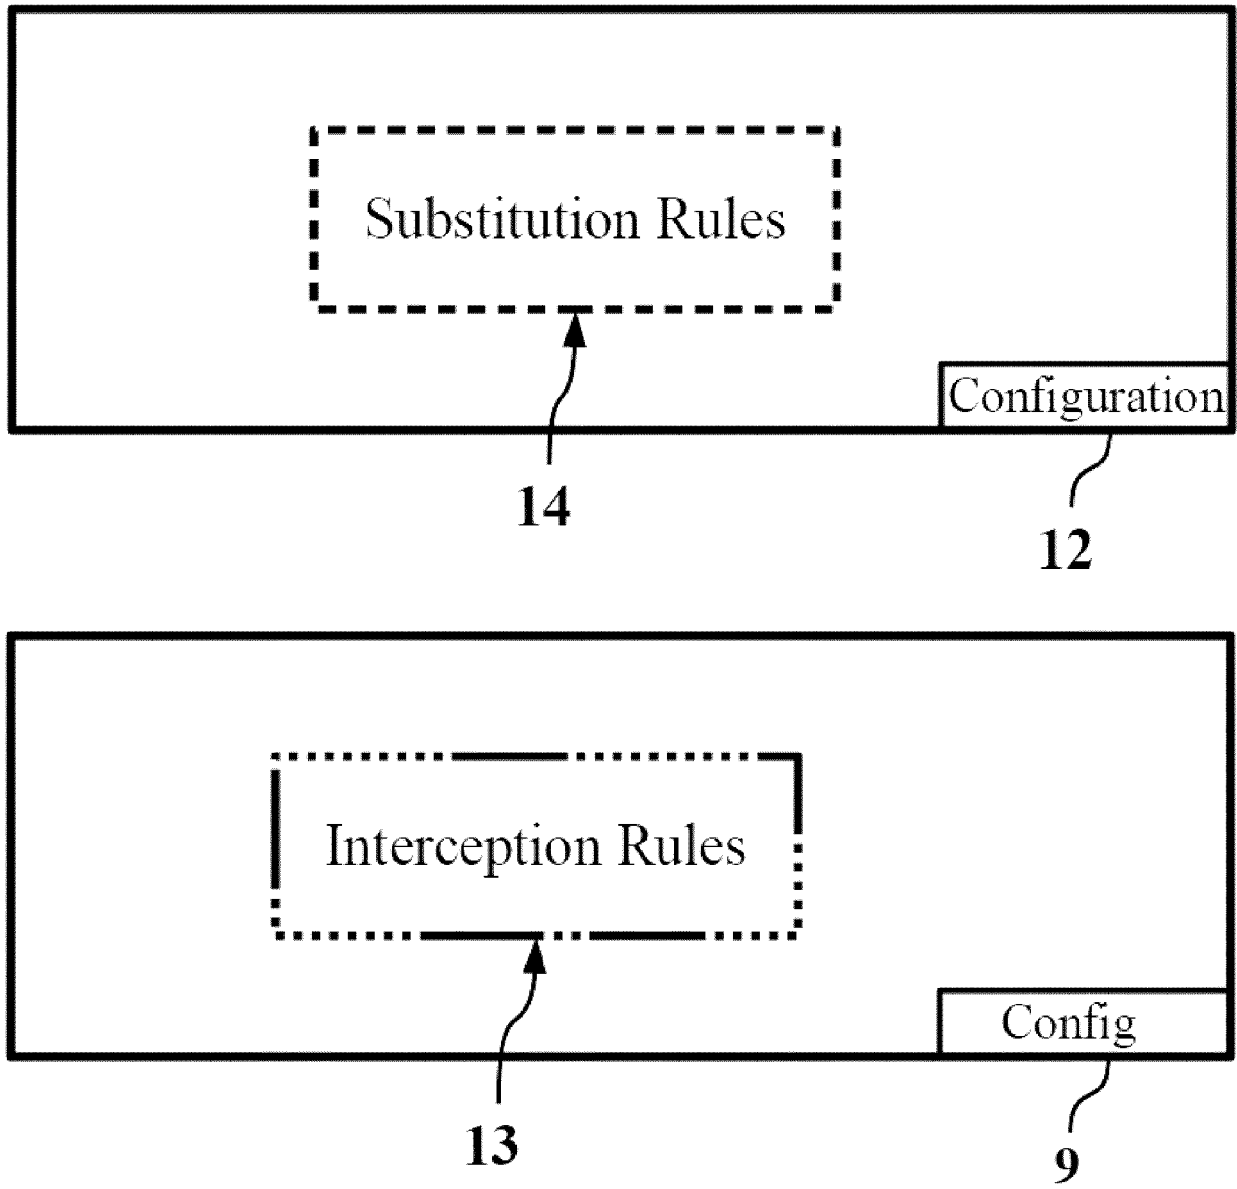 Substitution Rules
Configuration
14
12
Interception Rules
Config
13
9